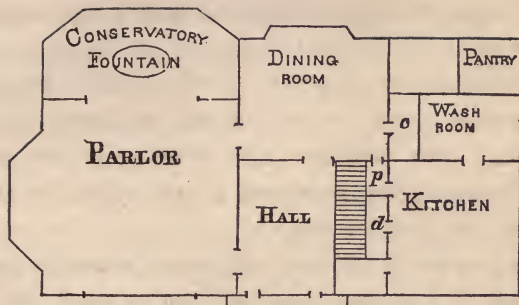 CONSERVATORY
FOUNTAIN
DINING
ROOM
PANTRY
c
WASH
ROOM
PARLOR
p
KITCHEN
HALL
d